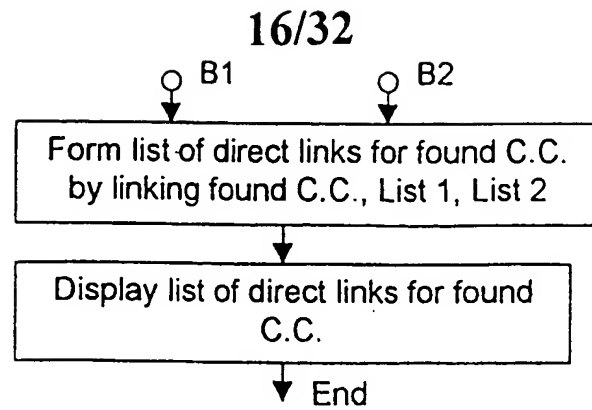 16/32
B1 B2
Form list of direct links for found C.C.
by linking found C.C., List 1, List 2
Display list of direct links for found
C.C.
End